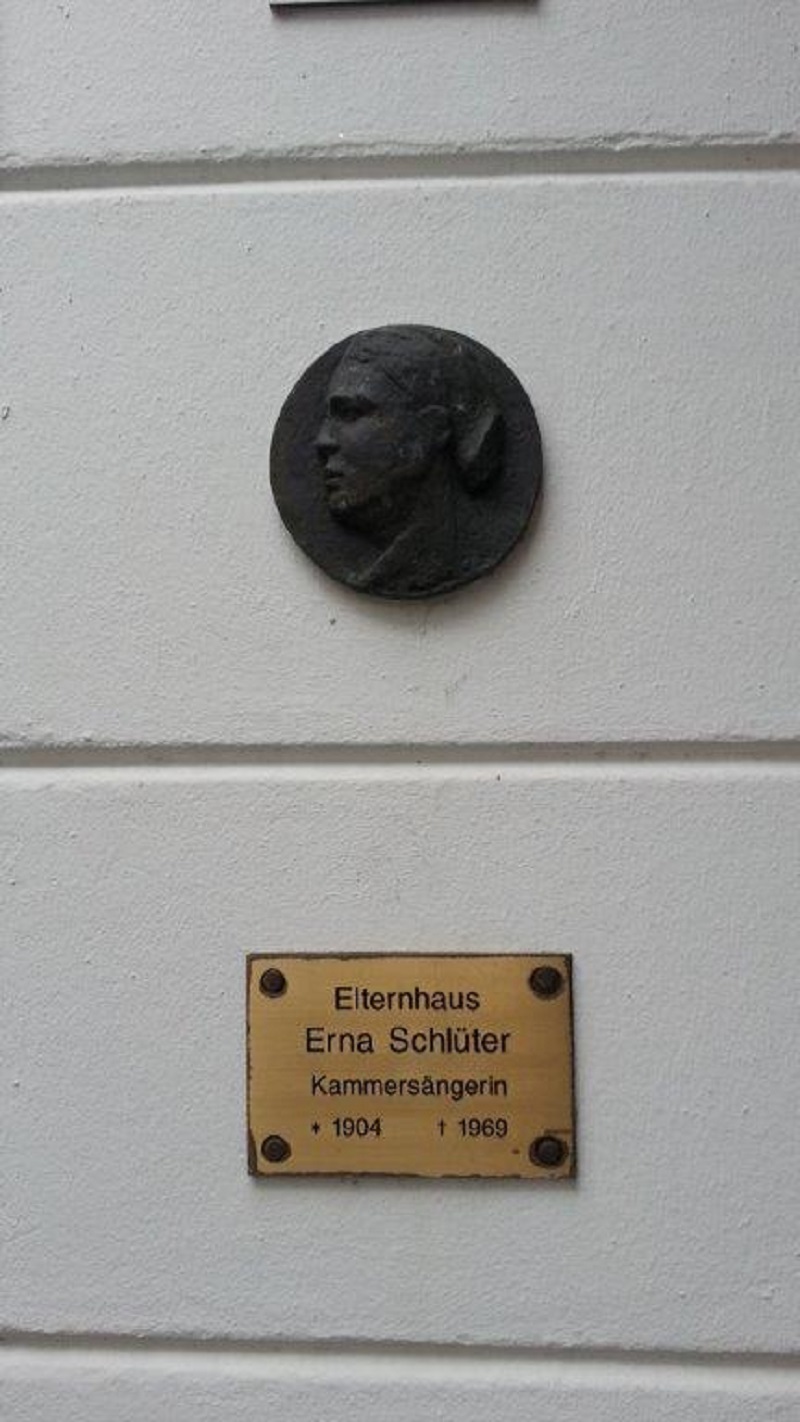 Elternhaus
Erna Schlüter
Kammersängerin
* 1904 † 1969